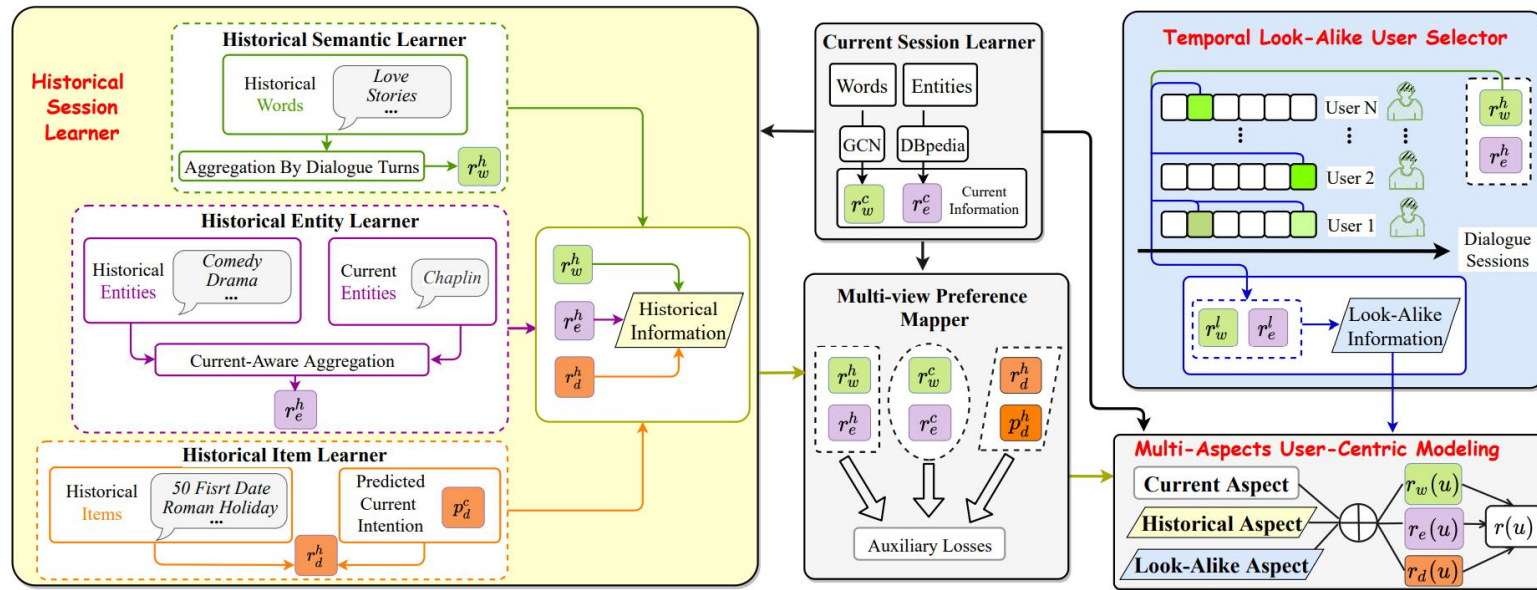 Historical
Session
Learner
Historical Semantic Learner
Historical
Words
Love
Stories
...
Aggregation By Dialogue Turns
r_w^h
Historical Entity Learner
Historical
Entities
Comedy
Drama
...
Current
Entities
Chaplin
Current-Aware Aggregation
r_e^h
Historical Item Learner
Historical
Items
50 Fisrt Date
Roman Holiday
...
Predicted
Current
Intention
p_d^c
r_d^h
r_w^h
r_e^h
r_d^h
Historical
Information
Current Session Learner
Words
Entities
GCN
DBpedia
r_w^c
r_e^c
Current
Information
Multi-view Preference
Mapper
r_w^h
r_w^c
r_d^h
r_e^h
r_e^c
p_d^h
Auxiliary Losses
Temporal Look-Alike User Selector
User N
...
...
User 2
User 1
r_w^h
r_e^h
Dialogue
Sessions
r_w^l
r_e^l
Look-Alike
Information
Multi-Aspects User-Centric Modeling
Current Aspect
Historical Aspect
Look-Alike Aspect
r_w(u)
r_e(u)
r_d(u)
r(u)